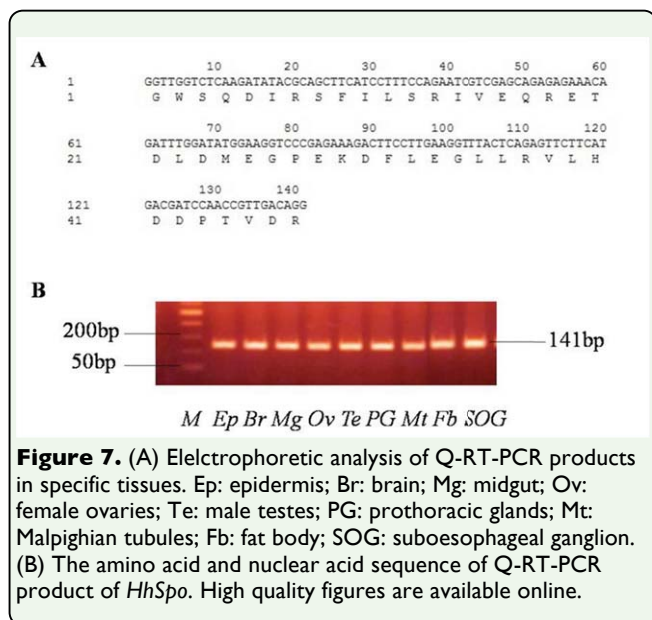 A
10 20 30 40 50 60
1 GGTTGGTCTCAAGATATACGCAGCTTCATCCTTTCCAGAATCGTCGAGCAGAGAGAAACA
1 G W S Q D I R S F I L S R I V E Q R E T
70 80 90 100 110 120
61 GATTTGGATATGGAAGGTCCCGAGAAAGACTTCCTTGAAGGTTTACTCAGAGTTCTTCAT
21 D L D M E G P E K D F L E G L L R V L H
130 140
121 GACGATCCAACCGTTGACAGG
41 D D P T V D R
B
200bp
141bp
50bp
M Ep Br Mg Ov Te PG Mt Fb SOG
Figure 7. (A) Elelctrophoretic analysis of Q-RT-PCR products
in specific tissues. Ep: epidermis; Br: brain; Mg: midgut; Ov:
female ovaries; Te: male testes; PG: prothoracic glands; Mt:
Malpighian tubules; Fb: fat body; SOG: suboesophageal ganglion.
(B) The amino acid and nuclear acid sequence of Q-RT-PCR
product of HhSpo. High quality figures are available online.